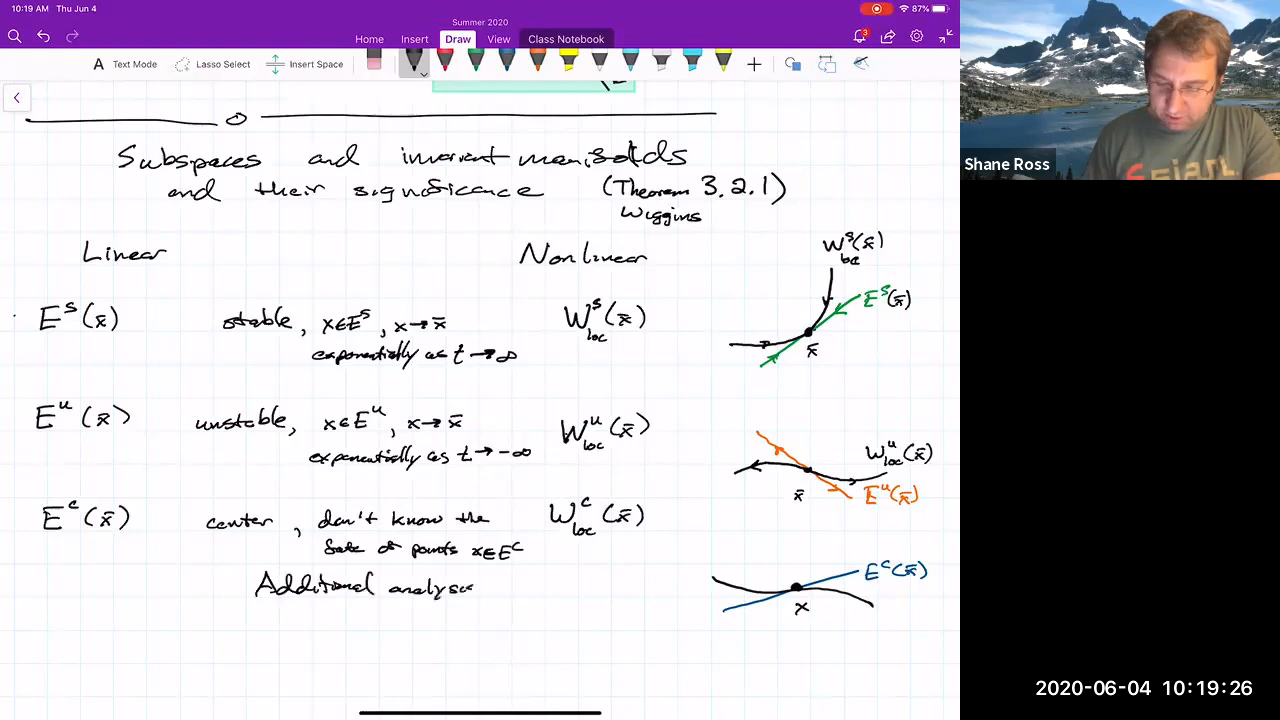 10:19 AM Thu Jun 4
87%
Summer 2020
Home Insert Draw View Class Notebook
3
A Text Mode Lasso Select Insert Space
Subspaces and invariant manifolds
and their significance (Theorem 3.2.1)
Wiggins
Linear Nonlinear
E^s(x̄) stable, x∈E^s, x→x̄ W^s_loc(x̄)
exponentially as t→∞
W^s_loc(x̄)
E^s(x̄)
x̄
E^u(x̄) unstable, x∈E^u, x→x̄ W^u_loc(x̄)
exponentially as t→-∞
W^u_loc(x̄)
x̄ E^u(x̄)
E^c(x̄) center, don't know the W^c_loc(x̄)
fate of points x∈E^c
Additional analysis
E^c(x̄)
x
Shane Ross
2020-06-04 10:19:26